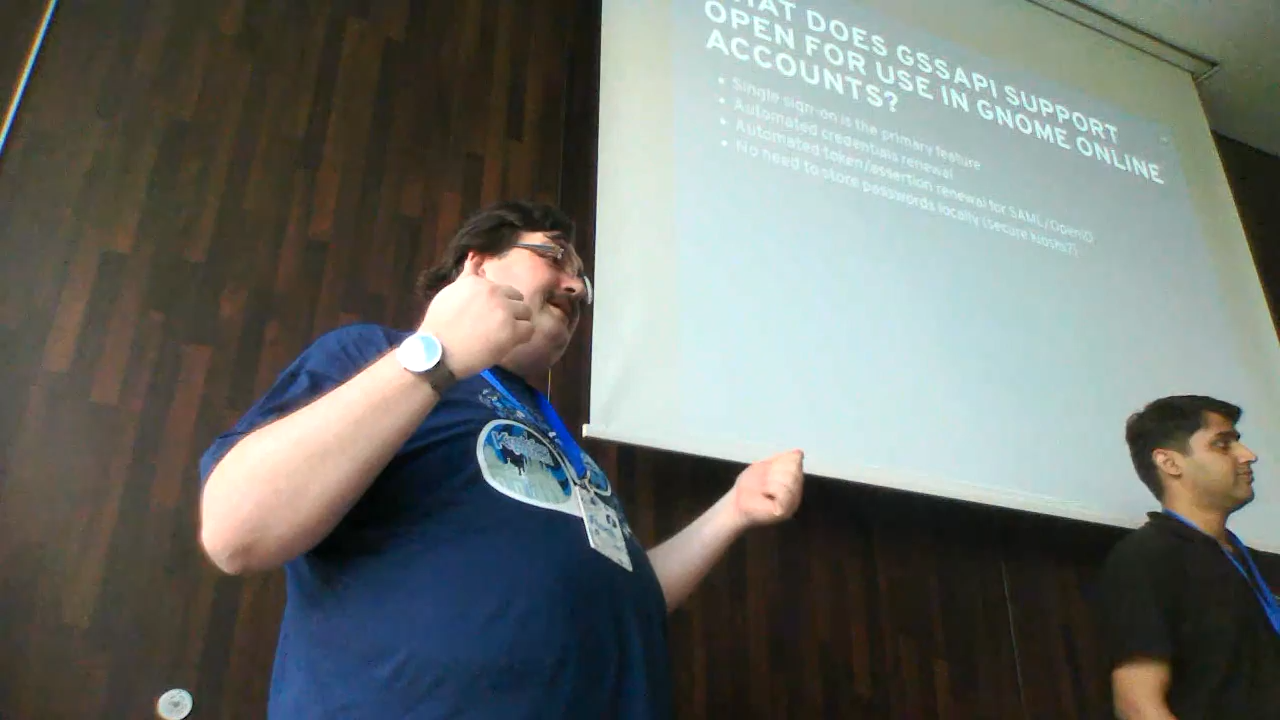 WHAT DOES GSSAPI SUPPORT
OPEN FOR USE IN GNOME ONLINE
ACCOUNTS?
• Single sign-on is the primary feature
• Automated credentials renewal
• Automated token/assertion renewal for SAML/OpenID
• No need to store passwords locally (secure kiosks?)